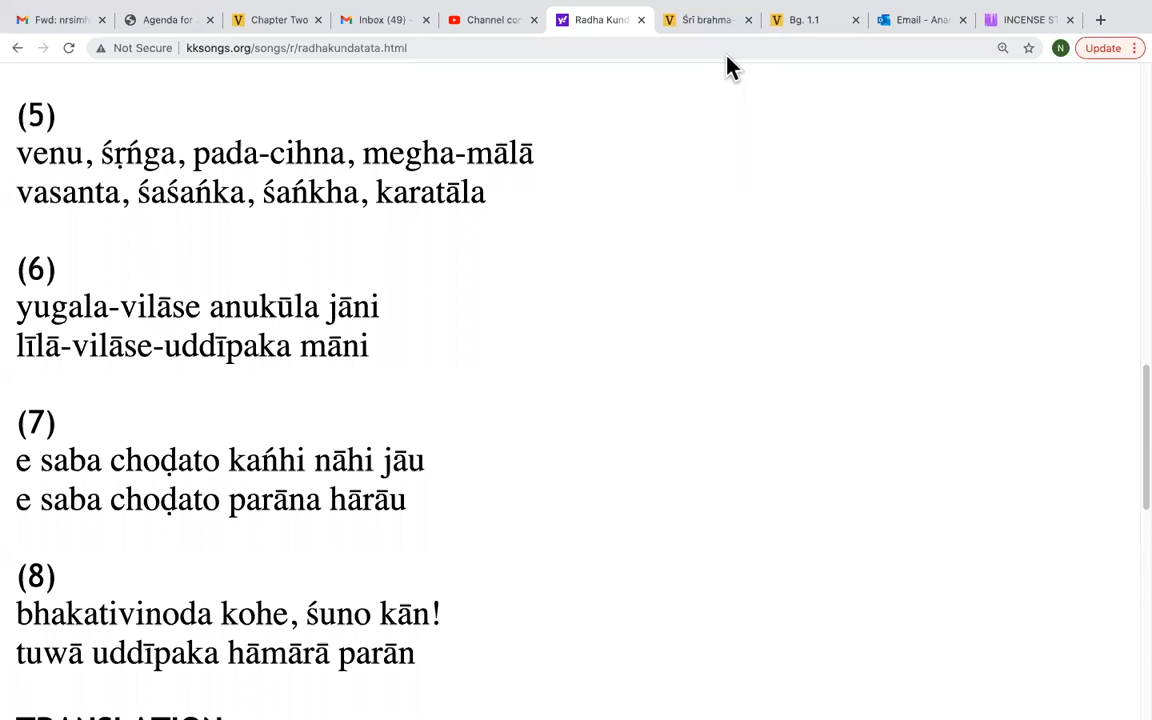 Fwd: nrsimh
Agenda for
Chapter Two
Inbox (49) -
Channel cor
Radha Kund
Śrī brahma-
Bg. 1.1
Email - Ana
INCENSE ST
Not Secure
kksongs.org/songs/r/radhakundatata.html
N
Update
(5)
venu, śṛńga, pada-cihna, megha-mālā
vasanta, śaśańka, śańkha, karatāla
(6)
yugala-vilāse anukūla jāni
līlā-vilāse-uddīpaka māni
(7)
e saba choḍato kańhi nāhi jāu
e saba choḍato parāna hārāu
(8)
bhakativinoda kohe, śuno kān!
tuwā uddīpaka hāmārā parān
TRANSLATION